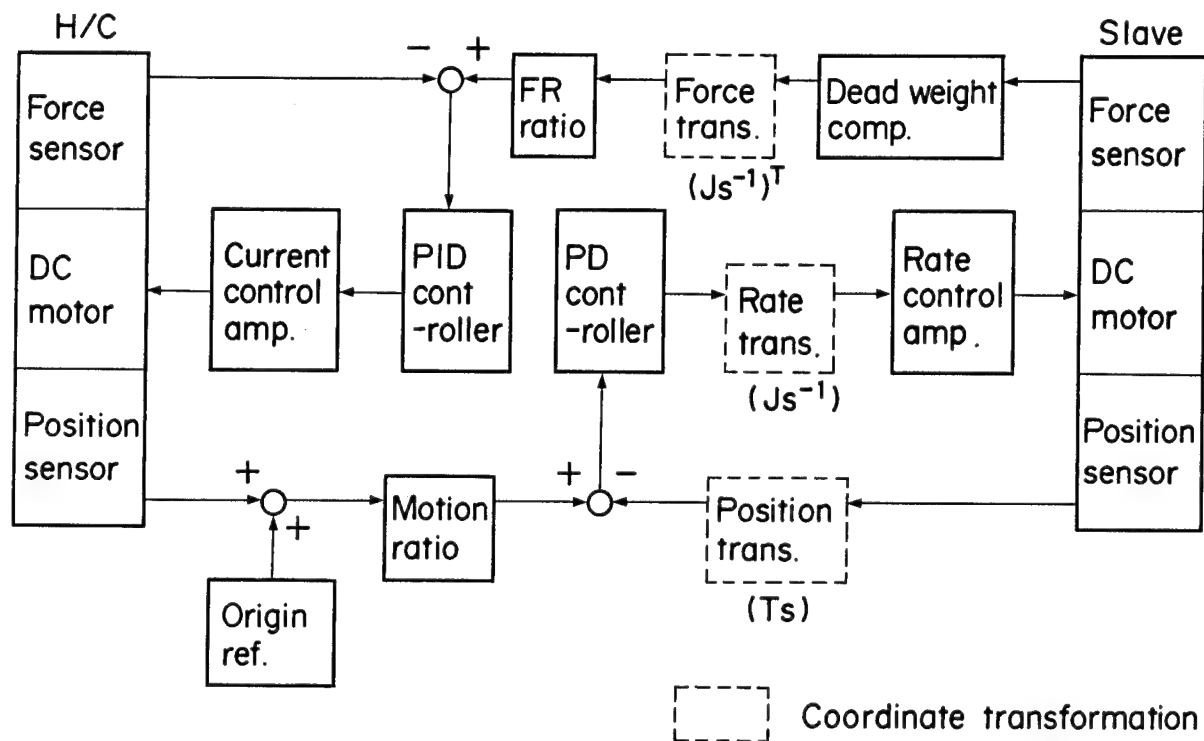 H/C
Slave
Force
sensor
DC
motor
Position
sensor
−
+
FR
ratio
Force
trans.
(Js⁻¹)ᵀ
Dead weight
comp.
Force
sensor
DC
motor
Position
sensor
Current
control
amp.
PID
cont
-roller
PD
cont
-roller
Rate
trans.
(Js⁻¹)
Rate
control
amp.
+
+
Motion
ratio
+
−
Position
trans.
(Ts)
Origin
ref.
Coordinate transformation